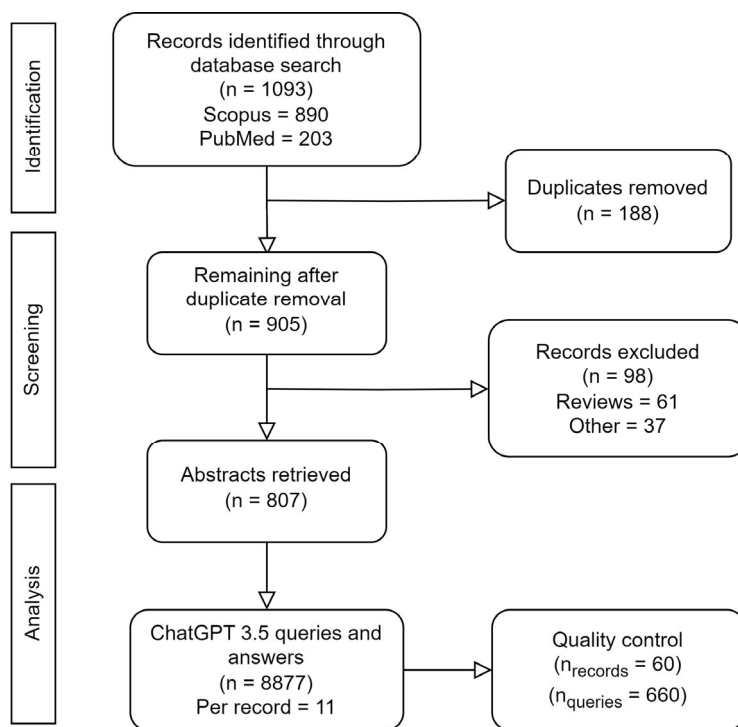 Identification
Records identified through
database search
(n = 1093)
Scopus = 890
PubMed = 203
Duplicates removed
(n = 188)
Screening
Remaining after
duplicate removal
(n = 905)
Records excluded
(n = 98)
Reviews = 61
Other = 37
Abstracts retrieved
(n = 807)
Analysis
ChatGPT 3.5 queries and
answers
(n = 8877)
Per record = 11
Quality control
(nrecords = 60)
(nqueries = 660)